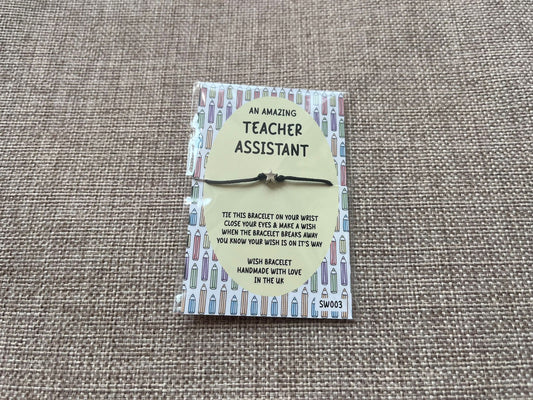 AN AMAZING
TEACHER
ASSISTANT
TIE THIS BRACELET ON YOUR WRIST
CLOSE YOUR EYES & MAKE A WISH
WHEN THE BRACELET BREAKS AWAY
YOU KNOW YOUR WISH IS ON IT'S WAY
WISH BRACELET
HANDMADE WITH LOVE
IN THE UK
SW003